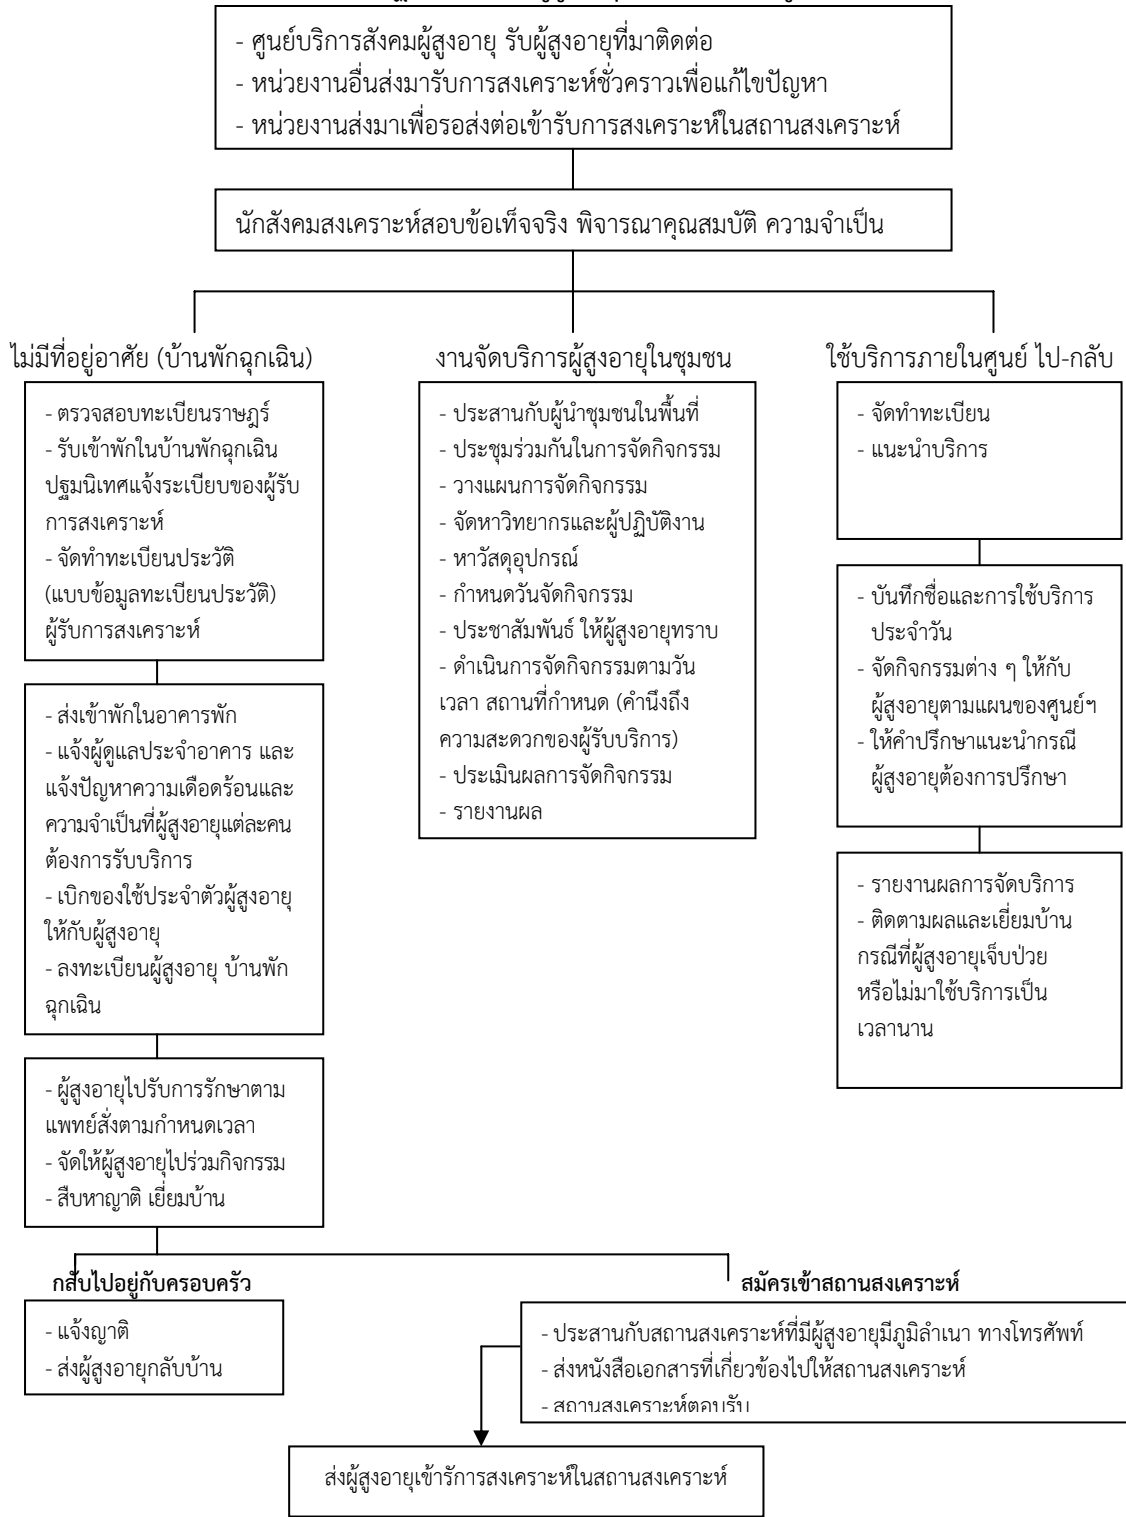 - ศูนย์บริการสังคมผู้สูงอายุ รับผู้สูงอายุที่มาติดต่อ
- หน่วยงานอื่นส่งมารับการสงเคราะห์ชั่วคราวเพื่อแก้ไขปัญหา
- หน่วยงานส่งมาเพื่อรอส่งต่อเข้ารับการสงเคราะห์ในสถานสงเคราะห์
นักสังคมสงเคราะห์สอบข้อเท็จจริง พิจารณาคุณสมบัติ ความจำเป็น
ไม่มีที่อยู่อาศัย (บ้านพักฉุกเฉิน)
- ตรวจสอบทะเบียนราษฎร์
- รับเข้าพักในบ้านพักฉุกเฉิน
ปฐมนิเทศแจ้งระเบียบของผู้รับ
การสงเคราะห์
- จัดทำทะเบียนประวัติ
(แบบข้อมูลทะเบียนประวัติ)
ผู้รับการสงเคราะห์
- ส่งเข้าพักในอาคารพัก
- แจ้งผู้ดูแลประจำอาคาร และ
แจ้งปัญหาความเดือดร้อนและ
ความจำเป็นที่ผู้สูงอายุแต่ละคน
ต้องการรับบริการ
- เบิกของใช้ประจำตัวผู้สูงอายุ
ให้กับผู้สูงอายุ
- ลงทะเบียนผู้สูงอายุ บ้านพัก
ฉุกเฉิน
- ผู้สูงอายุไปรับการรักษาตาม
แพทย์สั่งตามกำหนดเวลา
- จัดให้ผู้สูงอายุไปร่วมกิจกรรม
- สืบหาญาติ เยี่ยมบ้าน
งานจัดบริการผู้สูงอายุในชุมชน
- ประสานกับผู้นำชุมชนในพื้นที่
- ประชุมร่วมกันในการจัดกิจกรรม
- วางแผนการจัดกิจกรรม
- จัดหาวิทยากรและผู้ปฏิบัติงาน
- หาวัสดุอุปกรณ์
- กำหนดวันจัดกิจกรรม
- ประชาสัมพันธ์ ให้ผู้สูงอายุทราบ
- ดำเนินการจัดกิจกรรมตามวัน
เวลา สถานที่กำหนด (คำนึงถึง
ความสะดวกของผู้รับบริการ)
- ประเมินผลการจัดกิจกรรม
- รายงานผล
ใช้บริการภายในศูนย์ ไป-กลับ
- จัดทำทะเบียน
- แนะนำบริการ
- บันทึกชื่อและการใช้บริการ
ประจำวัน
- จัดกิจกรรมต่าง ๆ ให้กับ
ผู้สูงอายุตามแผนของศูนย์ฯ
- ให้คำปรึกษาแนะนำกรณี
ผู้สูงอายุต้องการปรึกษา
- รายงานผลการจัดบริการ
- ติดตามผลและเยี่ยมบ้าน
กรณีที่ผู้สูงอายุเจ็บป่วย
หรือไม่มาใช้บริการเป็น
เวลานาน
กลับไปอยู่กับครอบครัว
- แจ้งญาติ
- ส่งผู้สูงอายุกลับบ้าน
สมัครเข้าสถานสงเคราะห์
- ประสานกับสถานสงเคราะห์ที่มีผู้สูงอายุมีภูมิลำเนา ทางโทรศัพท์
- ส่งหนังสือเอกสารที่เกี่ยวข้องไปให้สถานสงเคราะห์
- สถานสงเคราะห์ตอบรับ
ส่งผู้สูงอายุเข้ารัการสงเคราะห์ในสถานสงเคราะห์